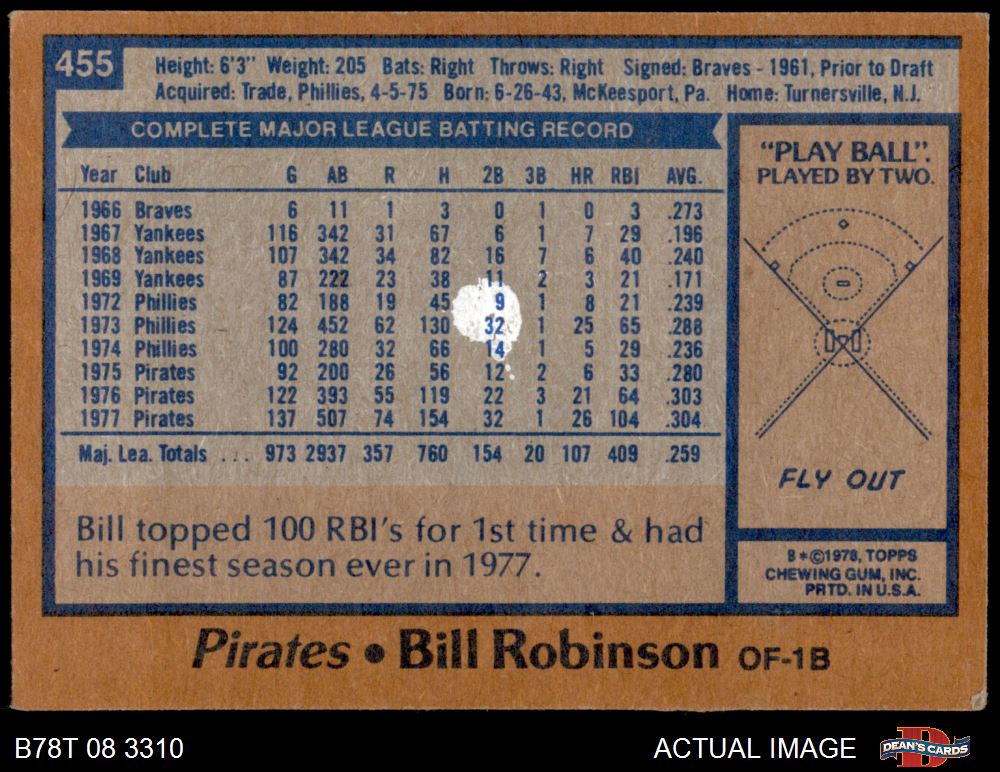 455
Height: 6'3" Weight: 205 Bats: Right Throws: Right Signed: Braves - 1961, Prior to Draft
Acquired: Trade, Phillies, 4-5-75 Born: 6-26-43, McKeesport, Pa. Home: Turnersville, N.J.
COMPLETE MAJOR LEAGUE BATTING RECORD
Year Club G AB R H 2B 3B HR RBI AVG.
1966 Braves 6 11 1 3 0 1 0 3 .273
1967 Yankees 116 342 31 67 6 1 7 29 .196
1968 Yankees 107 342 34 82 16 7 6 40 .240
1969 Yankees 87 222 23 38 11 2 3 21 .171
1972 Phillies 82 188 19 45 9 1 8 21 .239
1973 Phillies 124 452 62 130 32 1 25 65 .288
1974 Phillies 100 280 32 66 14 1 5 29 .236
1975 Pirates 92 200 26 56 12 2 6 33 .280
1976 Pirates 122 393 55 119 22 3 21 64 .303
1977 Pirates 137 507 74 154 32 1 26 104 .304
Maj. Lea. Totals ... 973 2937 357 760 154 20 107 409 .259
Bill topped 100 RBI's for 1st time & had
his finest season ever in 1977.
"PLAY BALL".
PLAYED BY TWO.
FLY OUT
8*©1978, TOPPS
CHEWING GUM, INC.
PRTD. IN U.S.A.
Pirates • Bill Robinson OF-1B
B78T 08 3310
ACTUAL IMAGE
D
DEAN'S CARDS